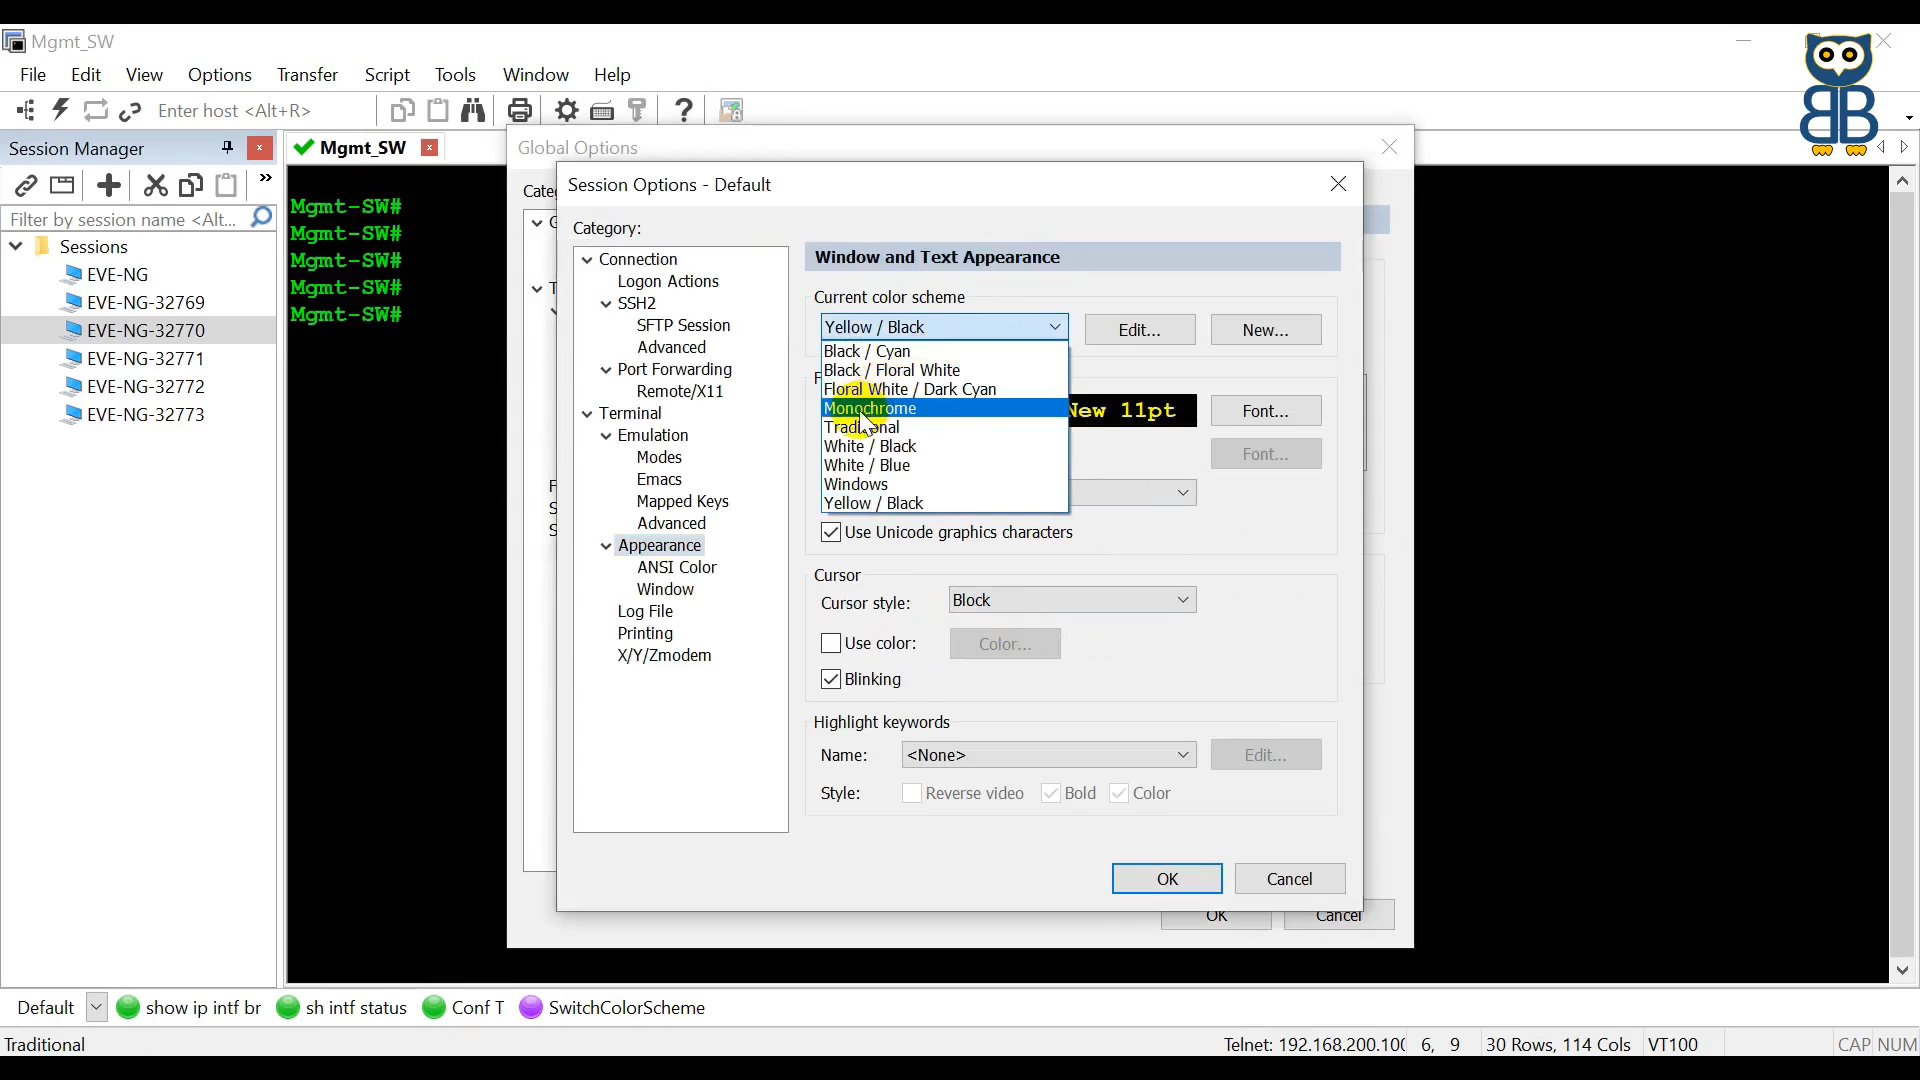 Mgmt_SW
File Edit View Options Transfer Script Tools Window Help
Enter host <Alt+R>
Session Manager
Mgmt_SW
Filter by session name <Alt...
Sessions
EVE-NG
EVE-NG-32769
EVE-NG-32770
EVE-NG-32771
EVE-NG-32772
EVE-NG-32773
Mgmt-SW#
Mgmt-SW#
Mgmt-SW#
Mgmt-SW#
Mgmt-SW#
Global Options
Session Options - Default
Category:
Connection
Logon Actions
SSH2
SFTP Session
Advanced
Port Forwarding
Remote/X11
Terminal
Emulation
Modes
Emacs
Mapped Keys
Advanced
Appearance
ANSI Color
Window
Log File
Printing
X/Y/Zmodem
Window and Text Appearance
Current color scheme
Yellow / Black Edit... New...
Black / Cyan
Black / Floral White
Floral White / Dark Cyan
Monochrome
Traditional
White / Black
White / Blue
Windows
Yellow / Black
New 11pt Font...
Font...
Use Unicode graphics characters
Cursor
Cursor style: Block
Use color: Color...
Blinking
Highlight keywords
Name: <None> Edit...
Style: Reverse video Bold Color
OK Cancel
OK Cancel
Default show ip intf br sh intf status Conf T SwitchColorScheme
Traditional Telnet: 192.168.200.100 6, 9 30 Rows, 114 Cols VT100 CAP NUM
BB